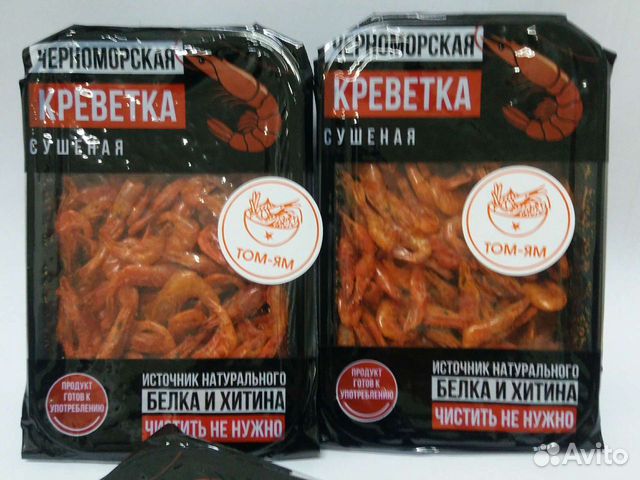 ЧЕРНОМОРСКАЯ
КРЕВЕТКА
СУШЕНАЯ
ТОМ-ЯМ
ПРОДУКТ
ГОТОВ К
УПОТРЕБЛЕНИЮ
ИСТОЧНИК НАТУРАЛЬНОГО
БЕЛКА И ХИТИНА
ЧИСТИТЬ НЕ НУЖНО
ЧЕРНОМОРСКАЯ
КРЕВЕТКА
СУШЕНАЯ
ТОМ-ЯМ
ПРОДУКТ
ГОТОВ К
УПОТРЕБЛЕНИЮ
ИСТОЧНИК НАТУРАЛЬНОГО
БЕЛКА И ХИТИНА
ЧИСТИТЬ НЕ НУЖНО
Avito